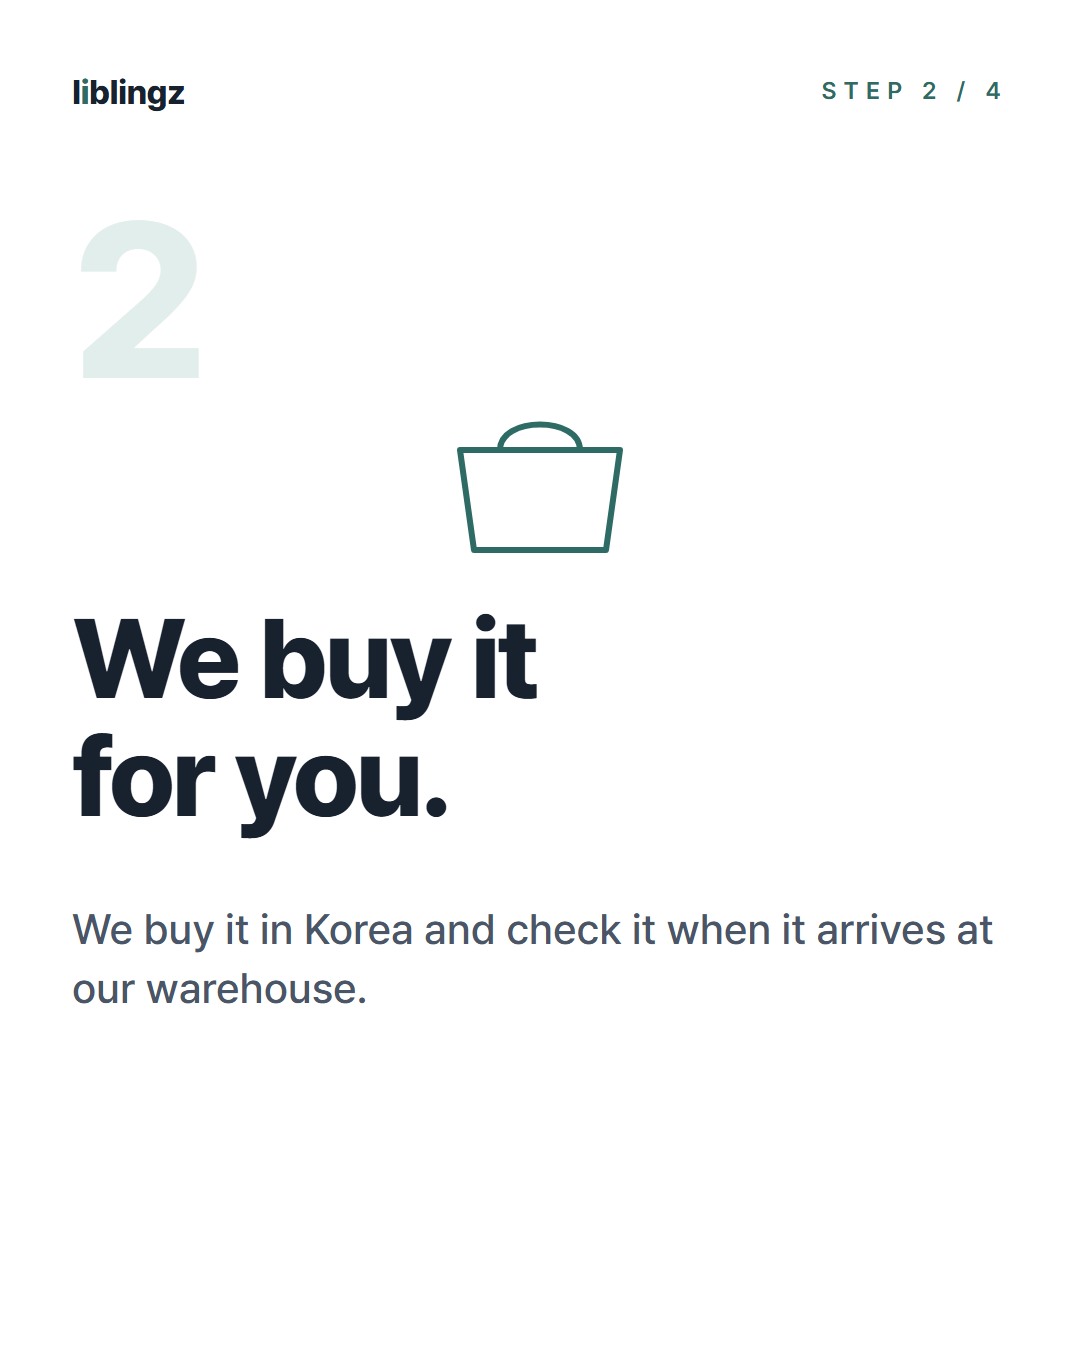 liblingz
STEP 2 / 4
2
We buy it
for you.
We buy it in Korea and check it when it arrives at
our warehouse.